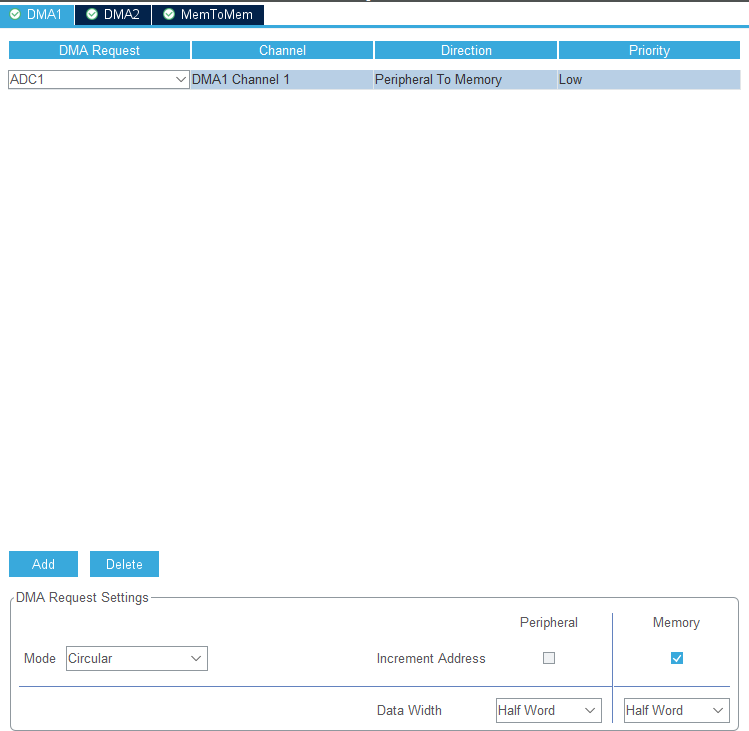 DMA1 DMA2 MemToMem
DMA Request Channel Direction Priority
ADC1 DMA1 Channel 1 Peripheral To Memory Low
Add Delete
DMA Request Settings
Peripheral Memory
Mode Circular Increment Address
Data Width Half Word Half Word